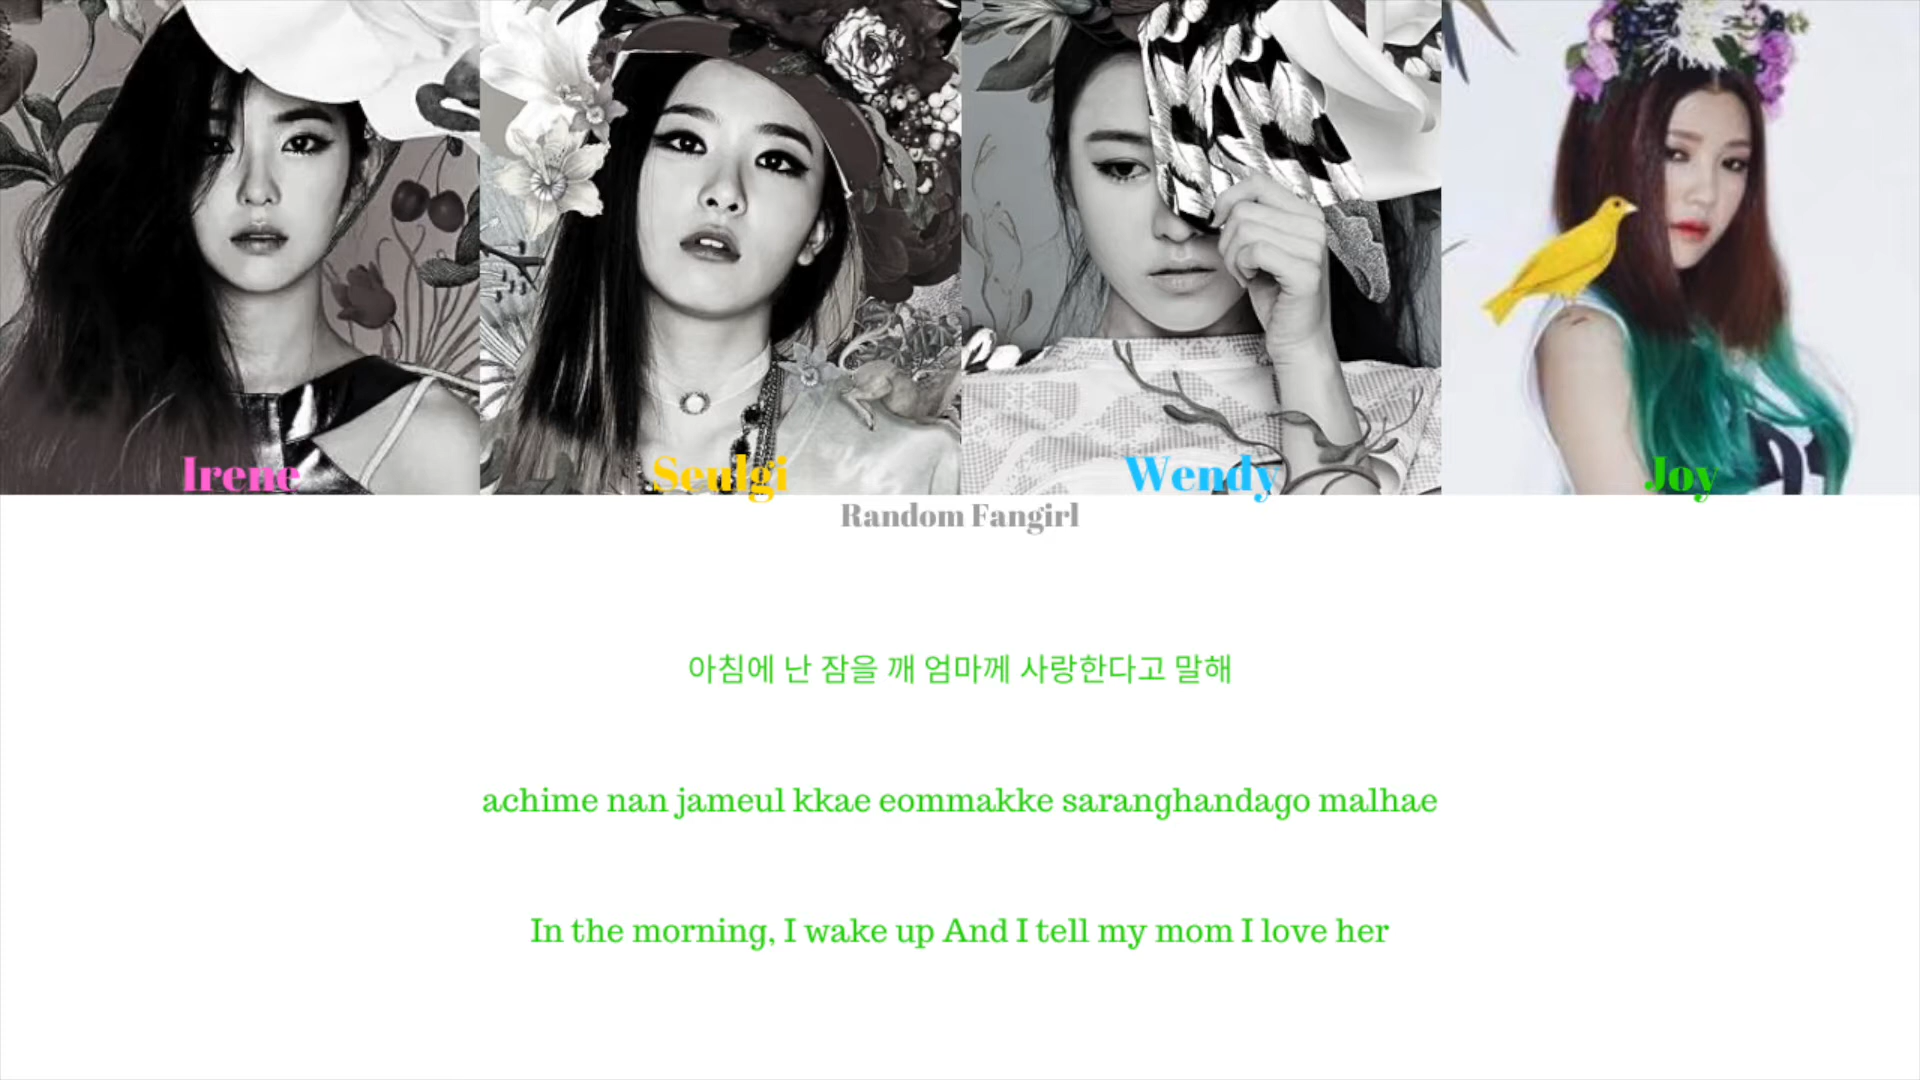 Irene
Seulgi
Wendy
Joy
Random Fangirl
아침에 난 잠을 깨 엄마께 사랑한다고 말해
achime nan jameul kkae eommakke saranghandago malhae
In the morning, I wake up And I tell my mom I love her